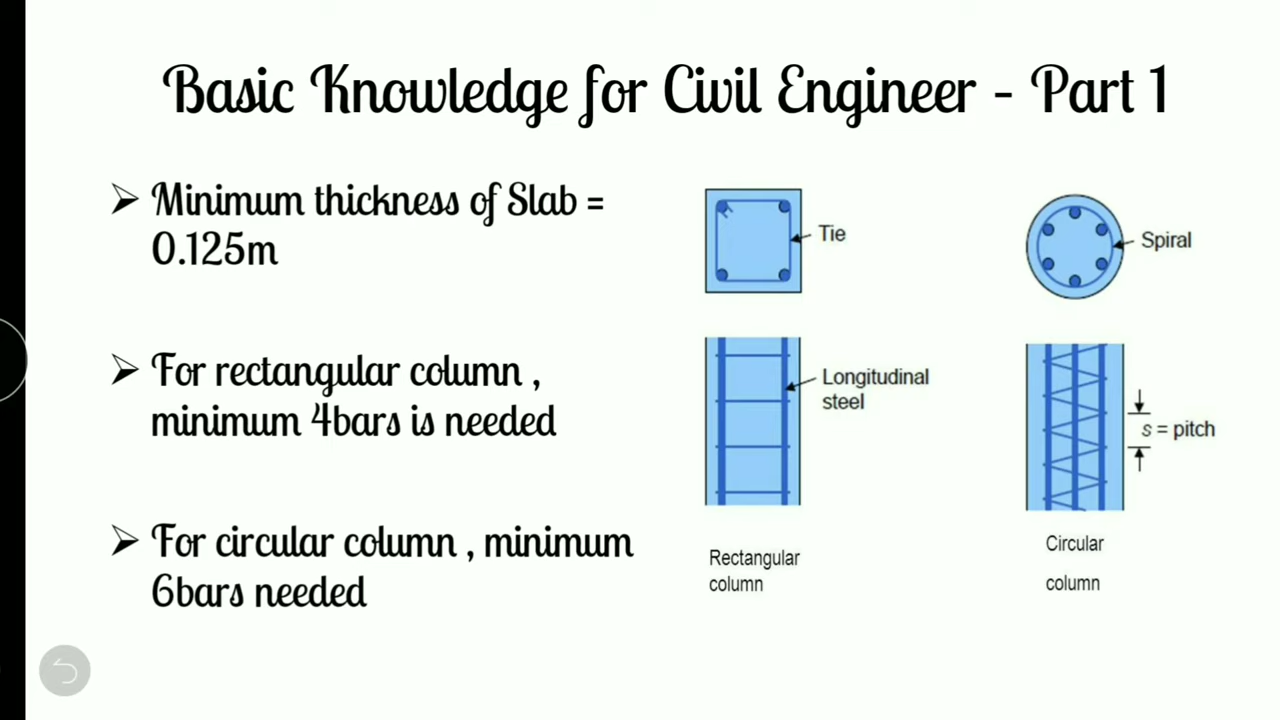 Basic Knowledge for Civil Engineer - Part 1
Minimum thickness of Slab =
0.125m
For rectangular column ,
minimum 4bars is needed
For circular column , minimum
6bars needed
Tie
Spiral
Longitudinal
steel
s = pitch
Rectangular
column
Circular
column